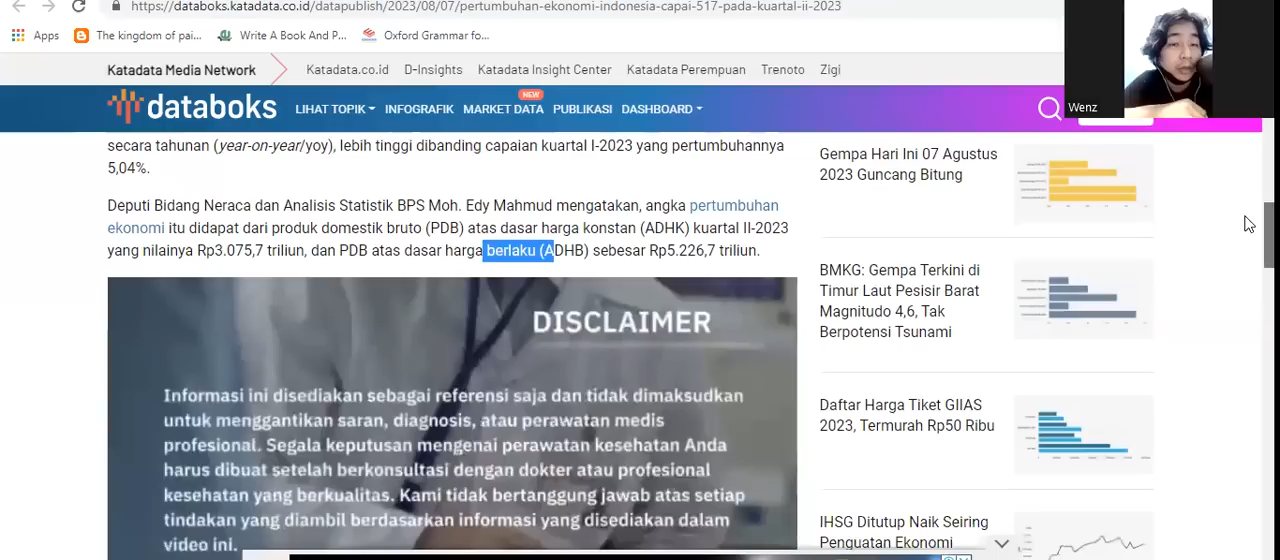 https://databoks.katadata.co.id/datapublish/2023/08/07/pertumbuhan-ekonomi-indonesia-capai-517-pada-kuartal-ii-2023
Apps
The kingdom of pai...
Write A Book And P...
Oxford Grammar fo...
Katadata Media Network
Katadata.co.id
D-Insights
Katadata Insight Center
Katadata Perempuan
Trenoto
Zigi
databoks
LIHAT TOPIK
INFOGRAFIK
NEW
MARKET DATA
PUBLIKASI
DASHBOARD
Wenz
secara tahunan (year-on-year/yoy), lebih tinggi dibanding capaian kuartal I-2023 yang pertumbuhannya
5,04%.
Deputi Bidang Neraca dan Analisis Statistik BPS Moh. Edy Mahmud mengatakan, angka pertumbuhan
ekonomi itu didapat dari produk domestik bruto (PDB) atas dasar harga konstan (ADHK) kuartal II-2023
yang nilainya Rp3.075,7 triliun, dan PDB atas dasar harga berlaku (ADHB) sebesar Rp5.226,7 triliun.
DISCLAIMER
Informasi ini disediakan sebagai referensi saja dan tidak dimaksudkan
untuk menggantikan saran, diagnosis, atau perawatan medis
profesional. Segala keputusan mengenai perawatan kesehatan Anda
harus dibuat setelah berkonsultasi dengan dokter atau profesional
kesehatan yang berkualitas. Kami tidak bertanggung jawab atas setiap
tindakan yang diambil berdasarkan informasi yang disediakan dalam
video ini.
Gempa Hari Ini 07 Agustus
2023 Guncang Bitung
BMKG: Gempa Terkini di
Timur Laut Pesisir Barat
Magnitudo 4,6, Tak
Berpotensi Tsunami
Daftar Harga Tiket GIIAS
2023, Termurah Rp50 Ribu
IHSG Ditutup Naik Seiring
Penguatan Ekonomi